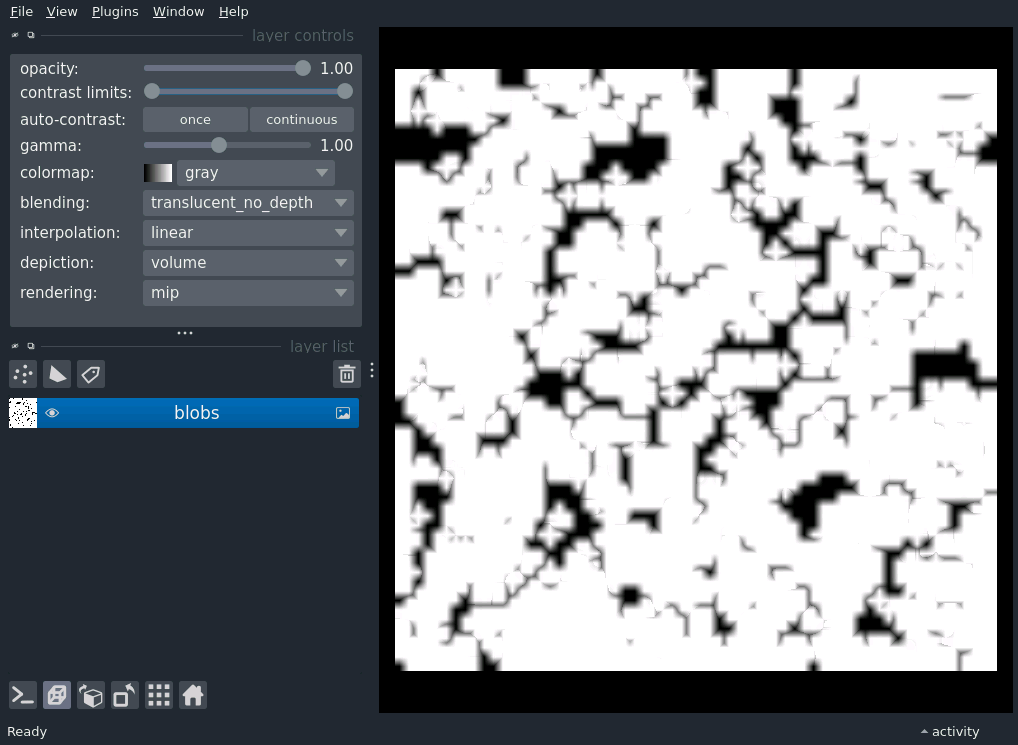 File View Plugins Window Help
layer controls
opacity: 1.00
contrast limits:
auto-contrast: once continuous
gamma: 1.00
colormap: gray
blending: translucent_no_depth
interpolation: linear
depiction: volume
rendering: mip
layer list
blobs
Ready activity